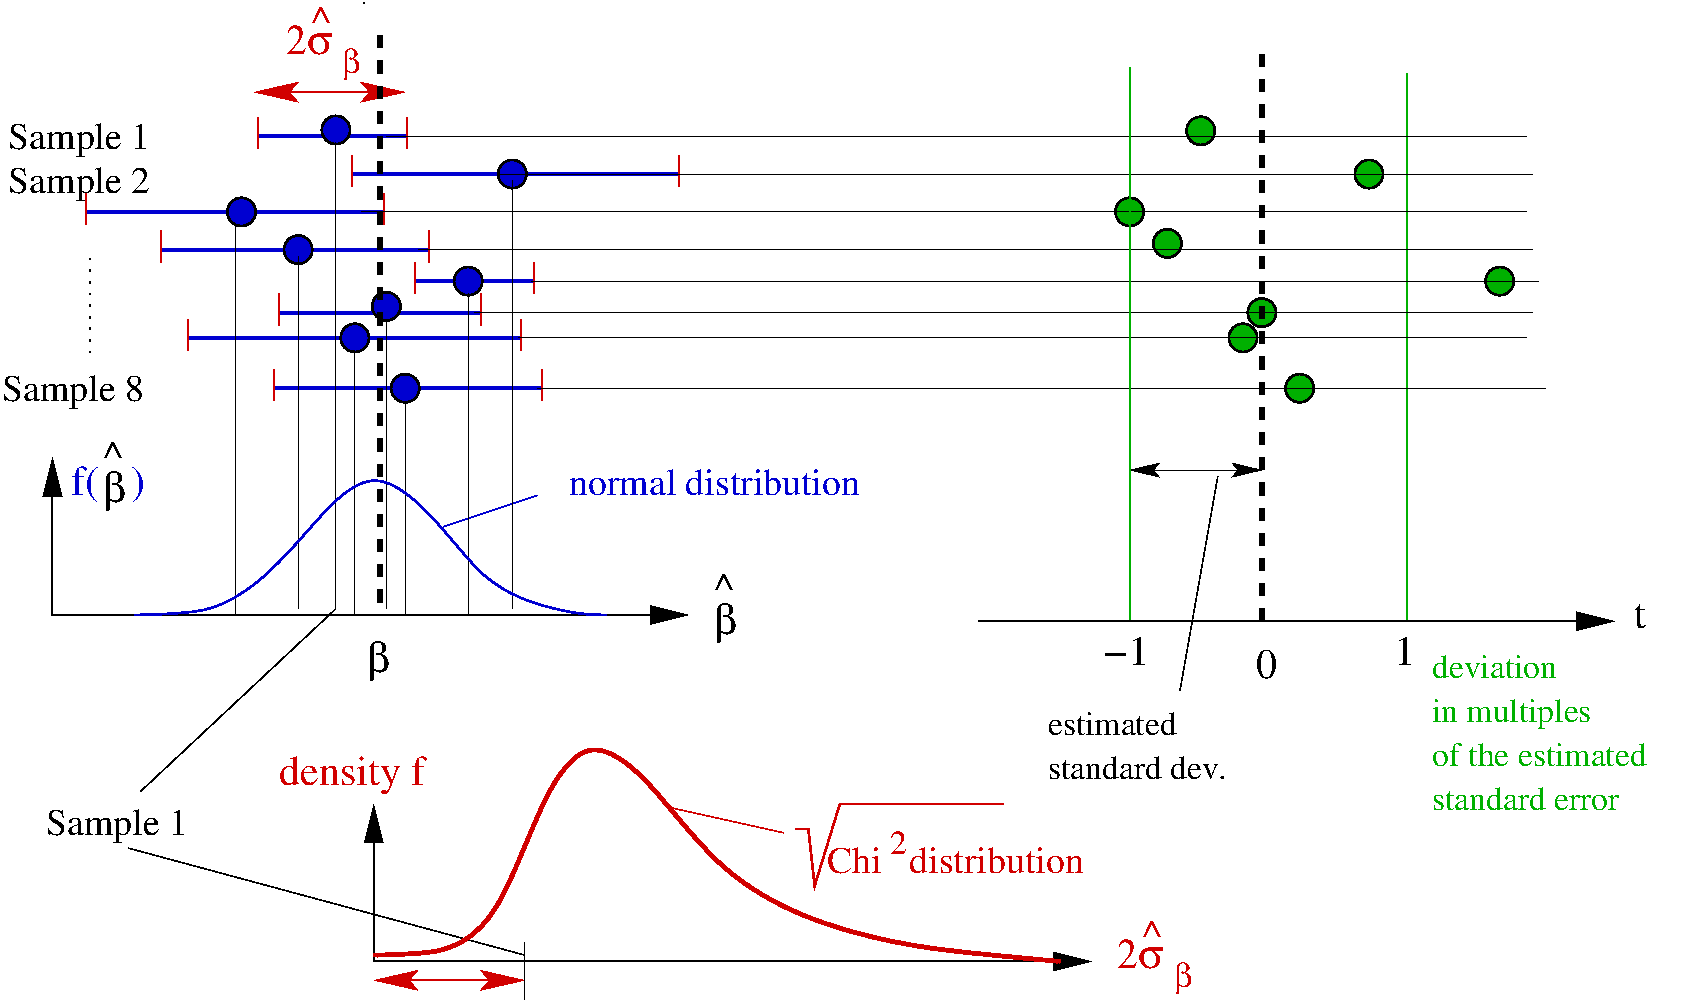 2σ̂ β
Sample 1
Sample 2
Sample 8
f( β̂ )
normal distribution
β̂
β
−1
0
1
t
deviation
in multiples
of the estimated
standard error
estimated
standard dev.
density f
Sample 1
√Chi ² distribution
2σ̂ β